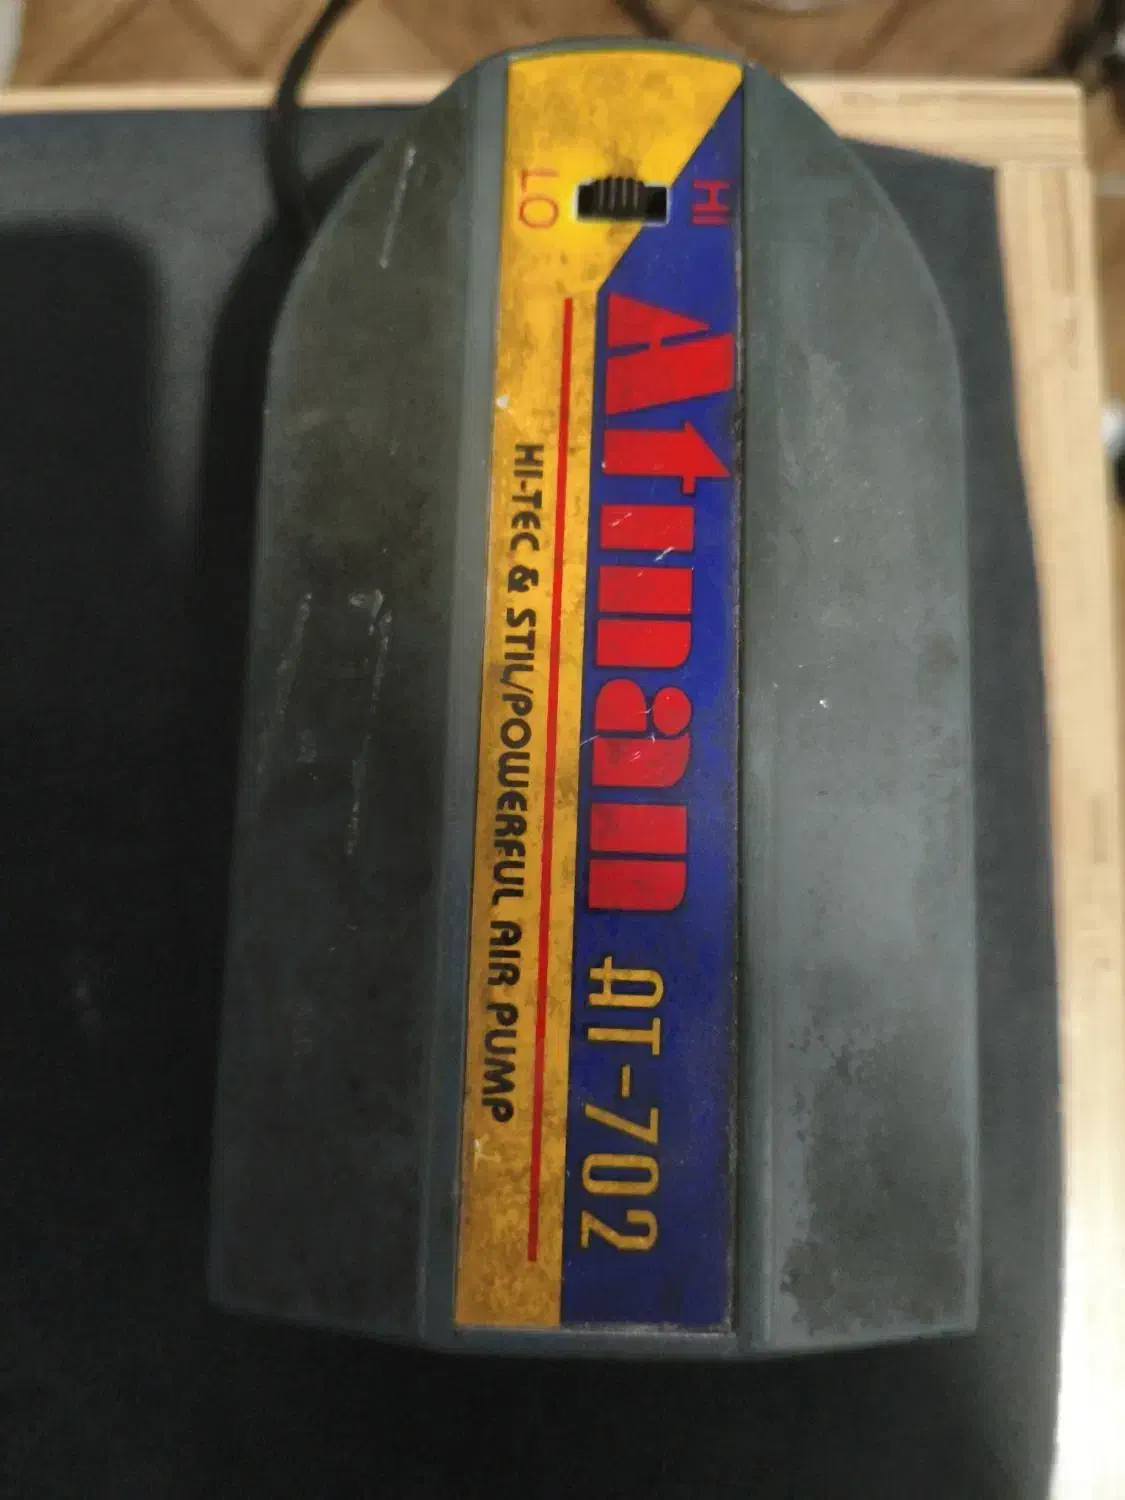 LO
HI
Atman AT-702
HI-TEC & STIL/POWERFUL AIR PUMP